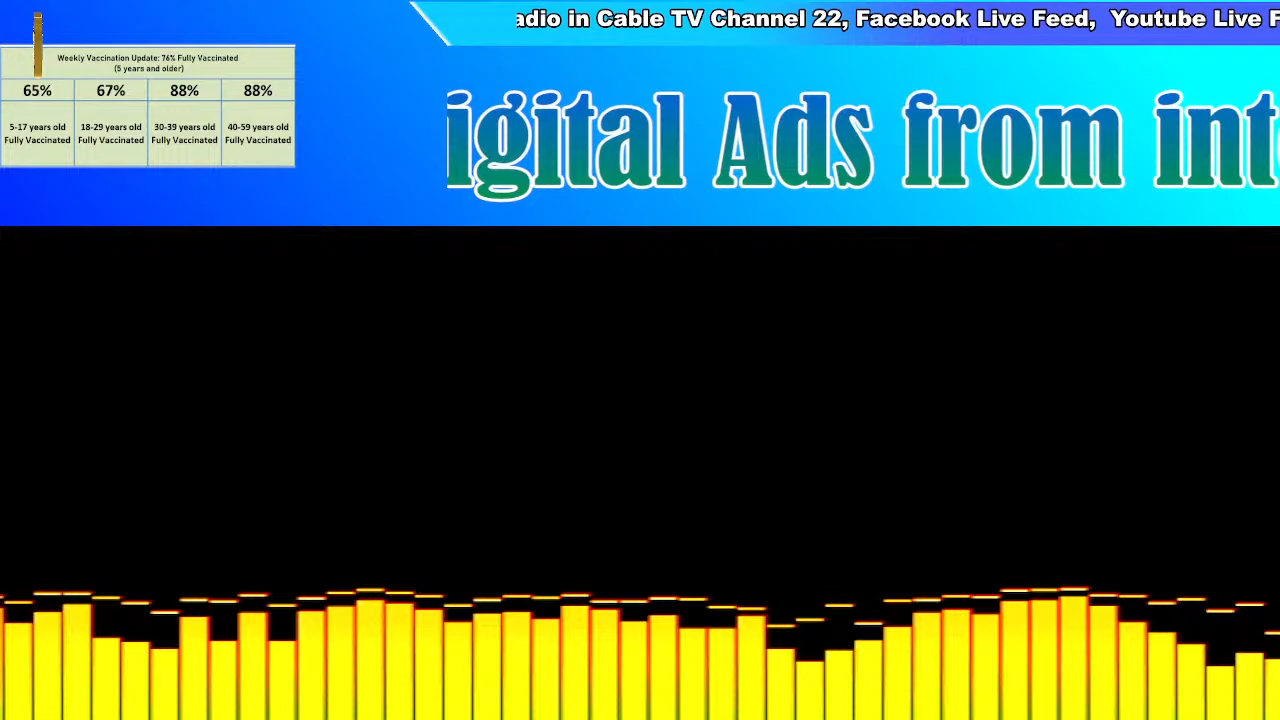 adio in Cable TV Channel 22, Facebook Live Feed, Youtube Live F
Weekly Vaccination Update: 76% Fully Vaccinated
(5 years and older)
65% 67% 88% 88%
5-17 years old 18-29 years old 30-39 years old 40-59 years old
Fully Vaccinated Fully Vaccinated Fully Vaccinated Fully Vaccinated
igital Ads from int